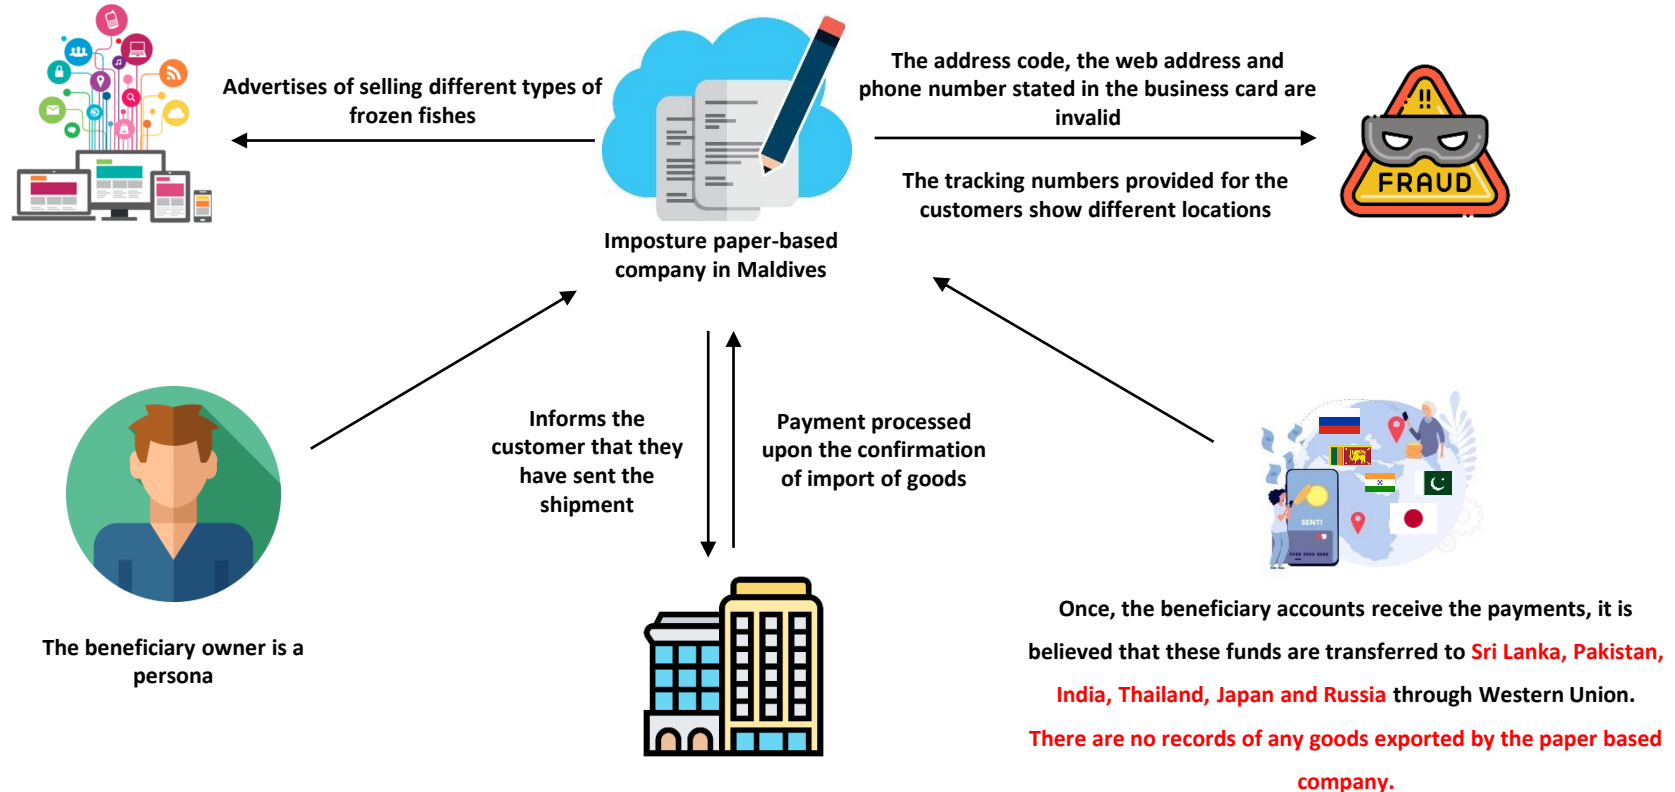 Advertises of selling different types of
frozen fishes
The address code, the web address and
phone number stated in the business card are
invalid
!!
FRAUD
The tracking numbers provided for the
customers show different locations
Imposture paper-based
company in Maldives
Informs the
customer that they
have sent the
shipment
Payment processed
upon the confirmation
of import of goods
SENT!
The beneficiary owner is a
persona
Once, the beneficiary accounts receive the payments, it is
believed that these funds are transferred to Sri Lanka, Pakistan,
India, Thailand, Japan and Russia through Western Union.
There are no records of any goods exported by the paper based
company.